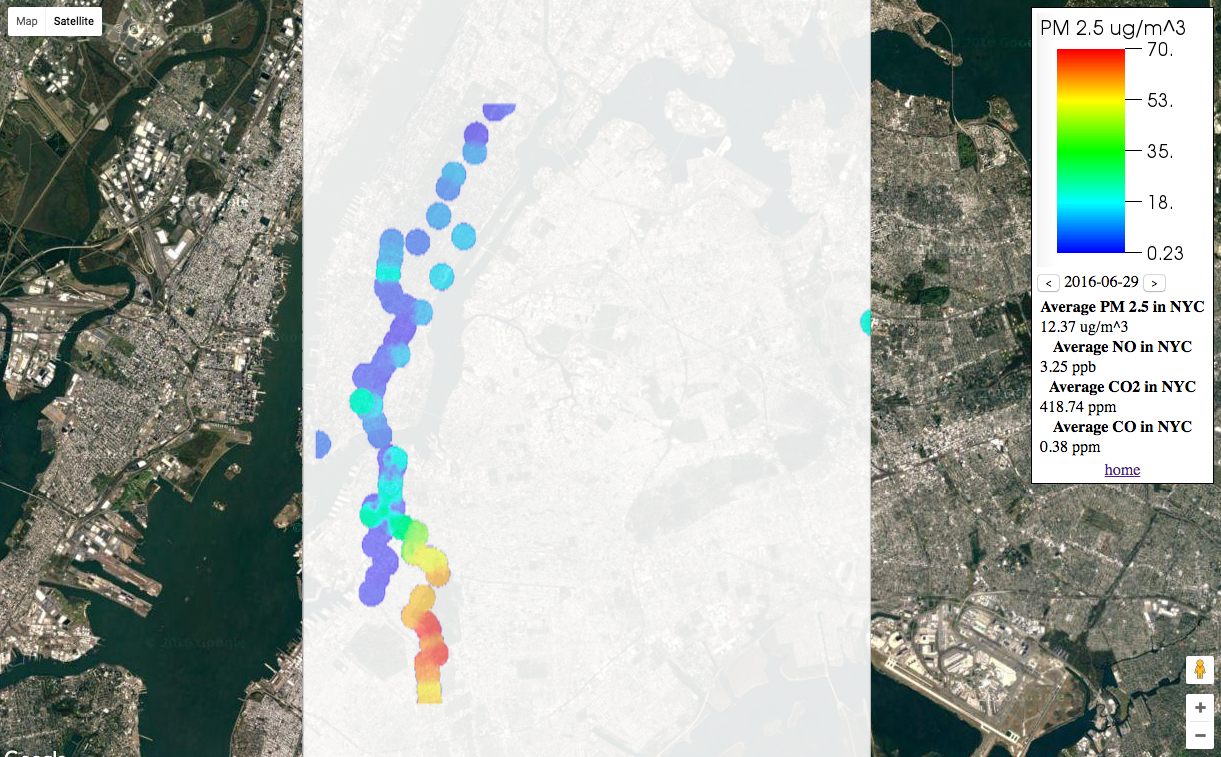 Map Satellite
PM 2.5 ug/m^3
70.
53.
35.
18.
0.23
< 2016-06-29 >
Average PM 2.5 in NYC
12.37 ug/m^3
Average NO in NYC
3.25 ppb
Average CO2 in NYC
418.74 ppm
Average CO in NYC
0.38 ppm
home
+
−
Google